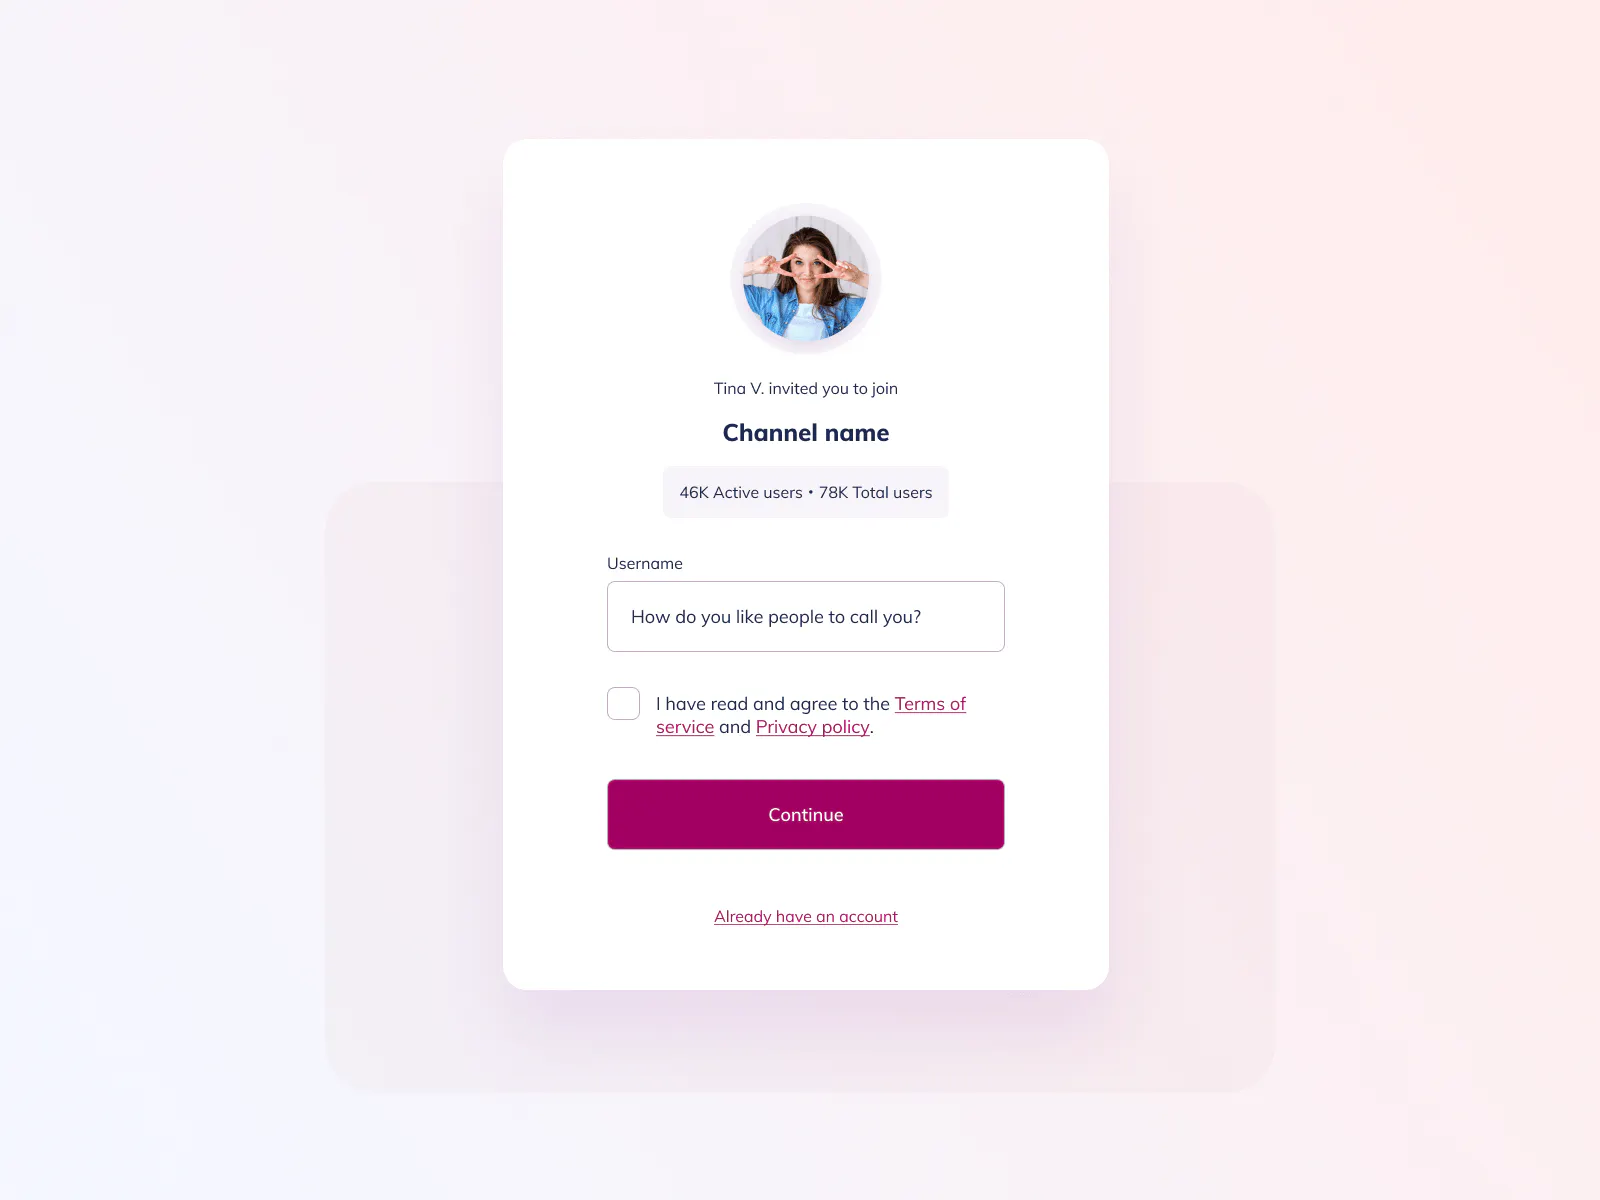 Tina V. invited you to join
Channel name
46K Active users • 78K Total users
Username
How do you like people to call you?
I have read and agree to the Terms of
service and Privacy policy.
Continue
Already have an account